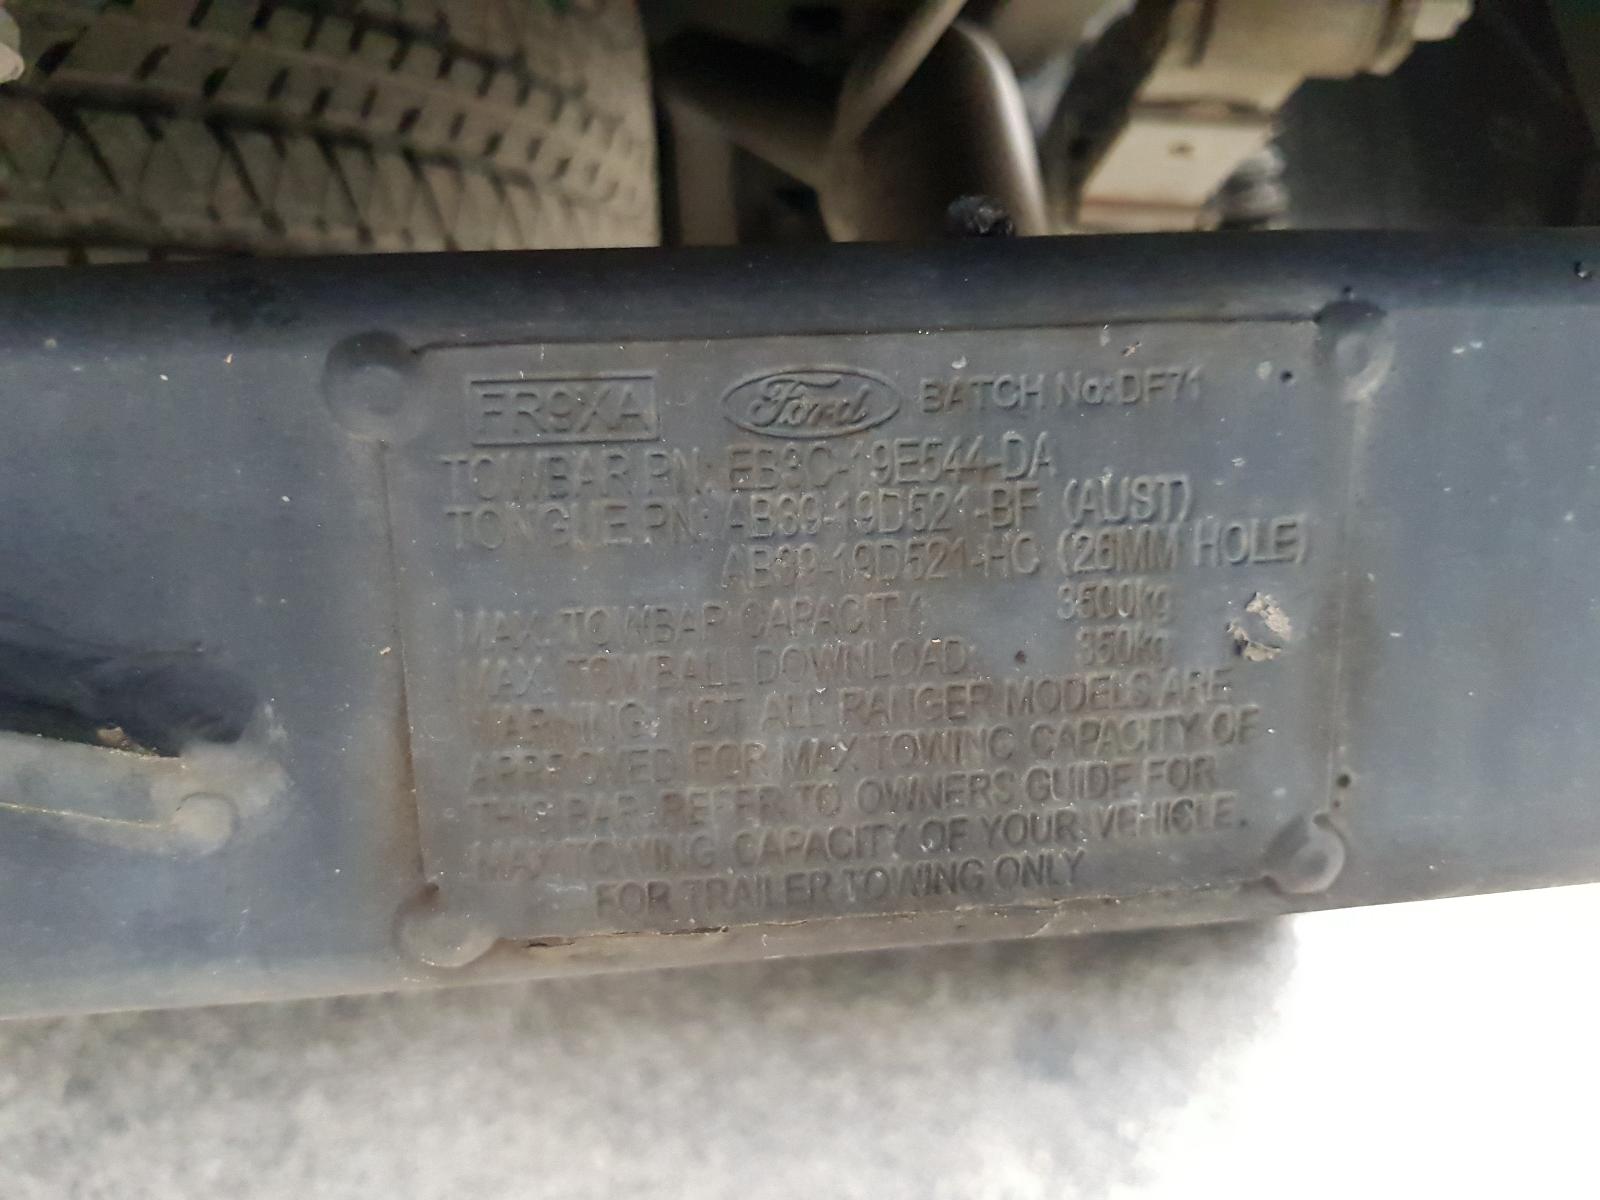 FR9XA Ford BATCH No:DF71
TOWBAR PN: EB3C-19E544-DA
TONGUE PN: AB39-19D521-BF (AUST)
AB39-19D521-HC (26MM HOLE)
MAX. TOWBAR CAPACITY: 3500kg
MAX. TOWBALL DOWNLOAD: 350kg
WARNING: NOT ALL RANGER MODELS ARE
APPROVED FOR MAX TOWING CAPACITY OF
THIS BAR. REFER TO OWNERS GUIDE FOR
MAX TOWING CAPACITY OF YOUR VEHICLE.
FOR TRAILER TOWING ONLY